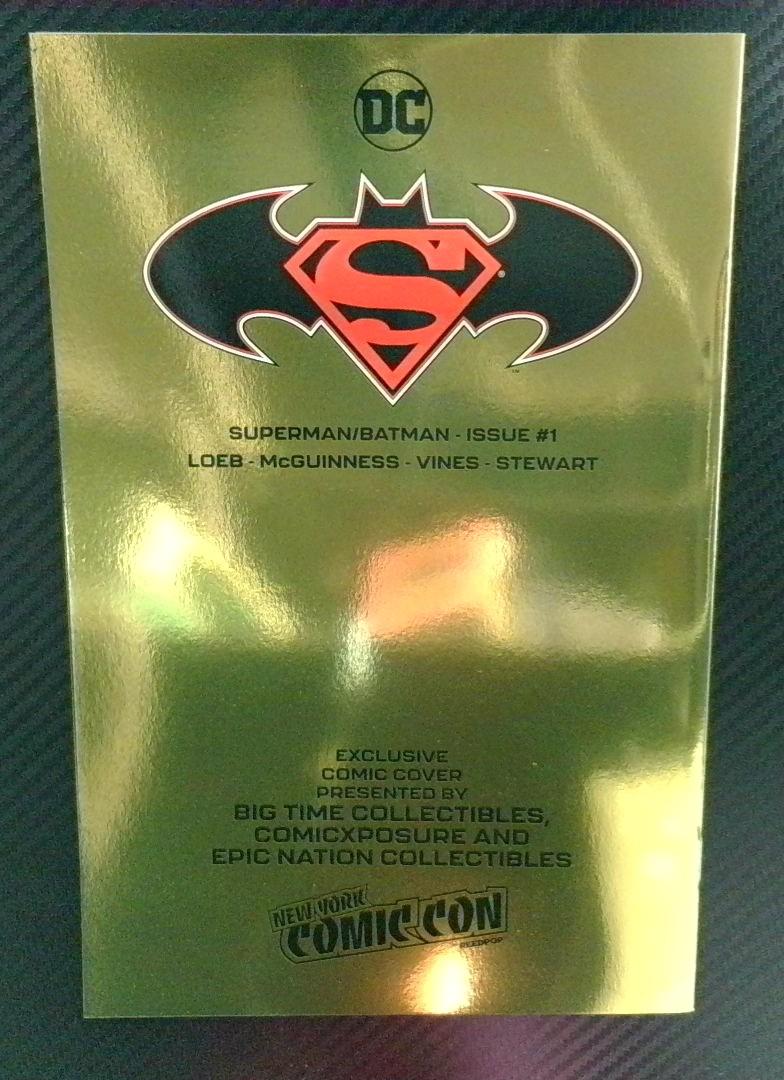 DC
S
SUPERMAN/BATMAN - ISSUE #1
LOEB - McGUINNESS - VINES - STEWART
EXCLUSIVE
COMIC COVER
PRESENTED BY
BIG TIME COLLECTIBLES,
COMICXPOSURE AND
EPIC NATION COLLECTIBLES
NEW YORK
COMIC CON
REEDPOP